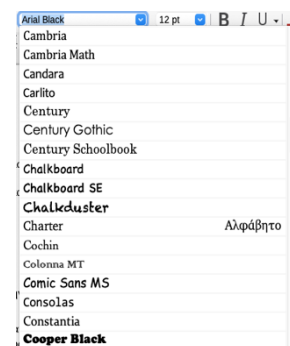 Arial Black 12 pt B I U
Cambria
Cambria Math
Candara
Carlito
Century
Century Gothic
Century Schoolbook
Chalkboard
Chalkboard SE
Chalkduster
Charter Αλφάβητο
Cochin
Colonna MT
Comic Sans MS
Consolas
Constantia
Cooper Black